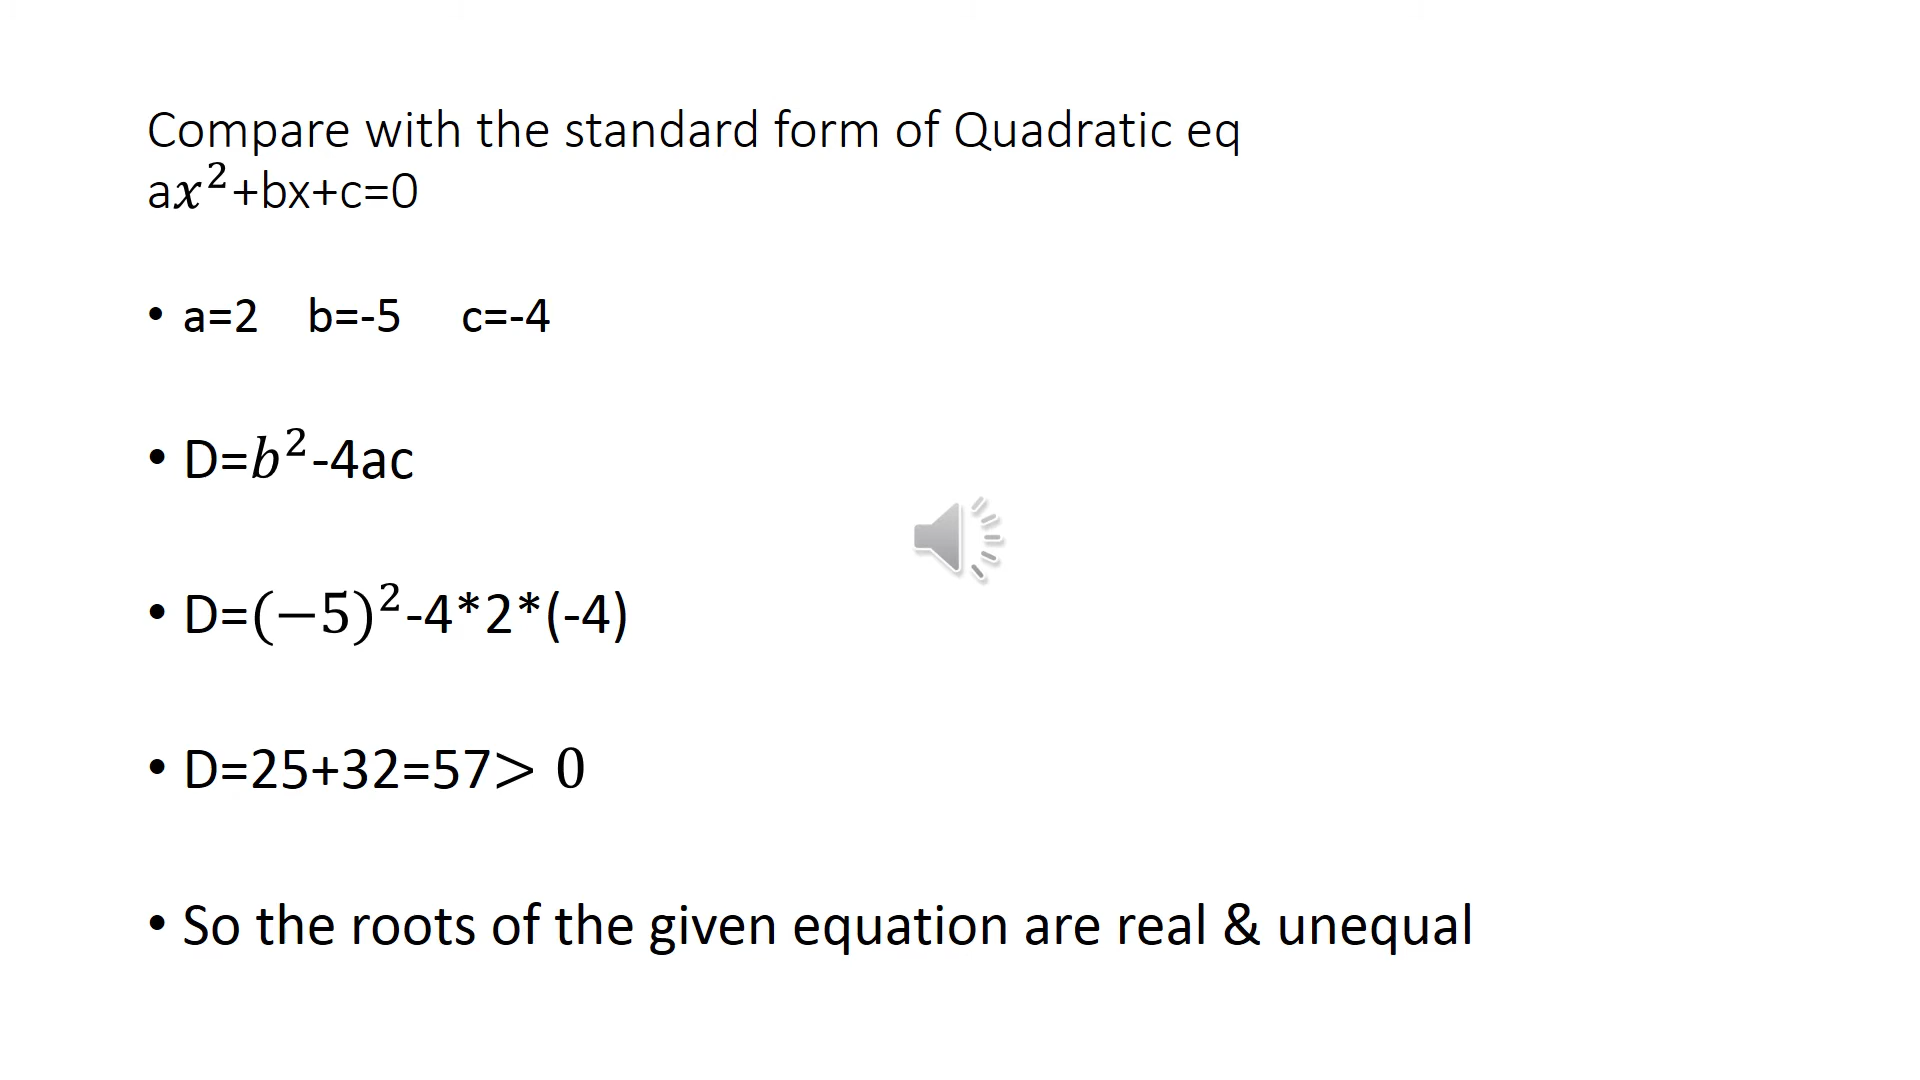 Compare with the standard form of Quadratic eq
a𝑥²+bx+c=0
• a=2 b=-5 c=-4
• D=𝑏²-4ac
• D=(−5)²-4*2*(-4)
• D=25+32=57> 0
• So the roots of the given equation are real & unequal